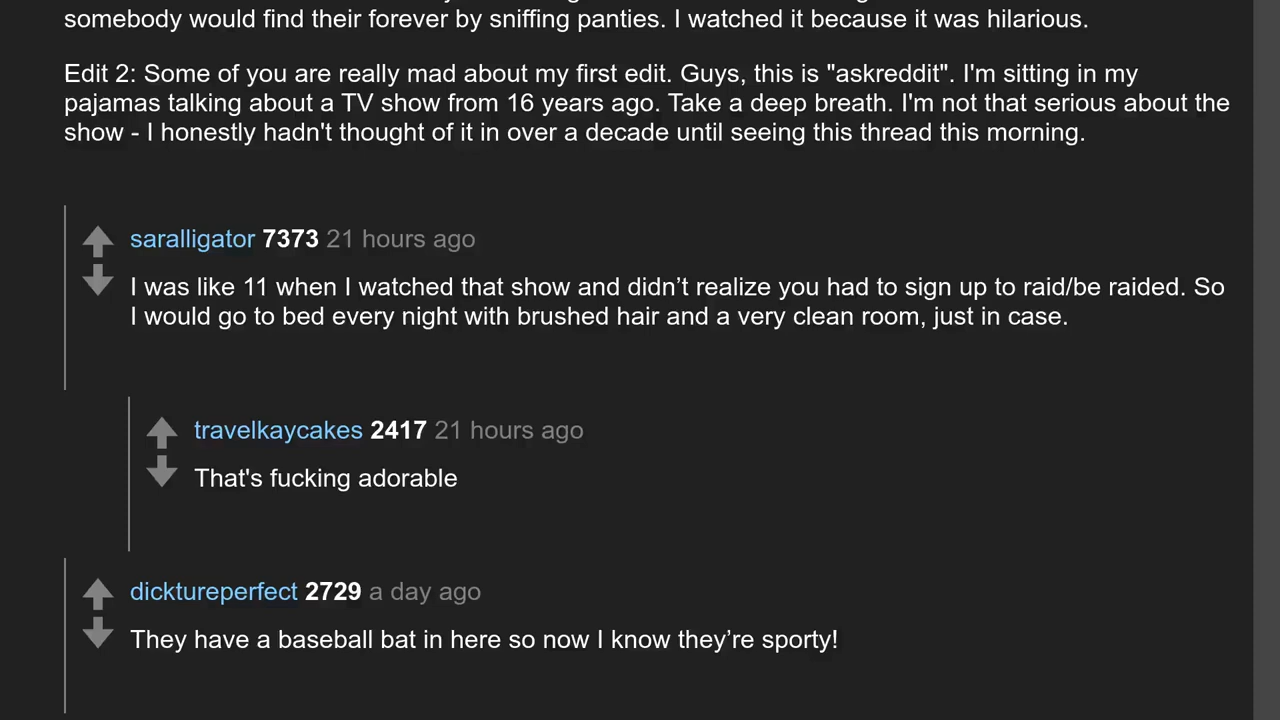 somebody would find their forever by sniffing panties. I watched it because it was hilarious.
Edit 2: Some of you are really mad about my first edit. Guys, this is "askreddit". I'm sitting in my
pajamas talking about a TV show from 16 years ago. Take a deep breath. I'm not that serious about the
show - I honestly hadn't thought of it in over a decade until seeing this thread this morning.
saralligator 7373 21 hours ago
I was like 11 when I watched that show and didn’t realize you had to sign up to raid/be raided. So
I would go to bed every night with brushed hair and a very clean room, just in case.
travelkaycakes 2417 21 hours ago
That's fucking adorable
dicktureperfect 2729 a day ago
They have a baseball bat in here so now I know they’re sporty!